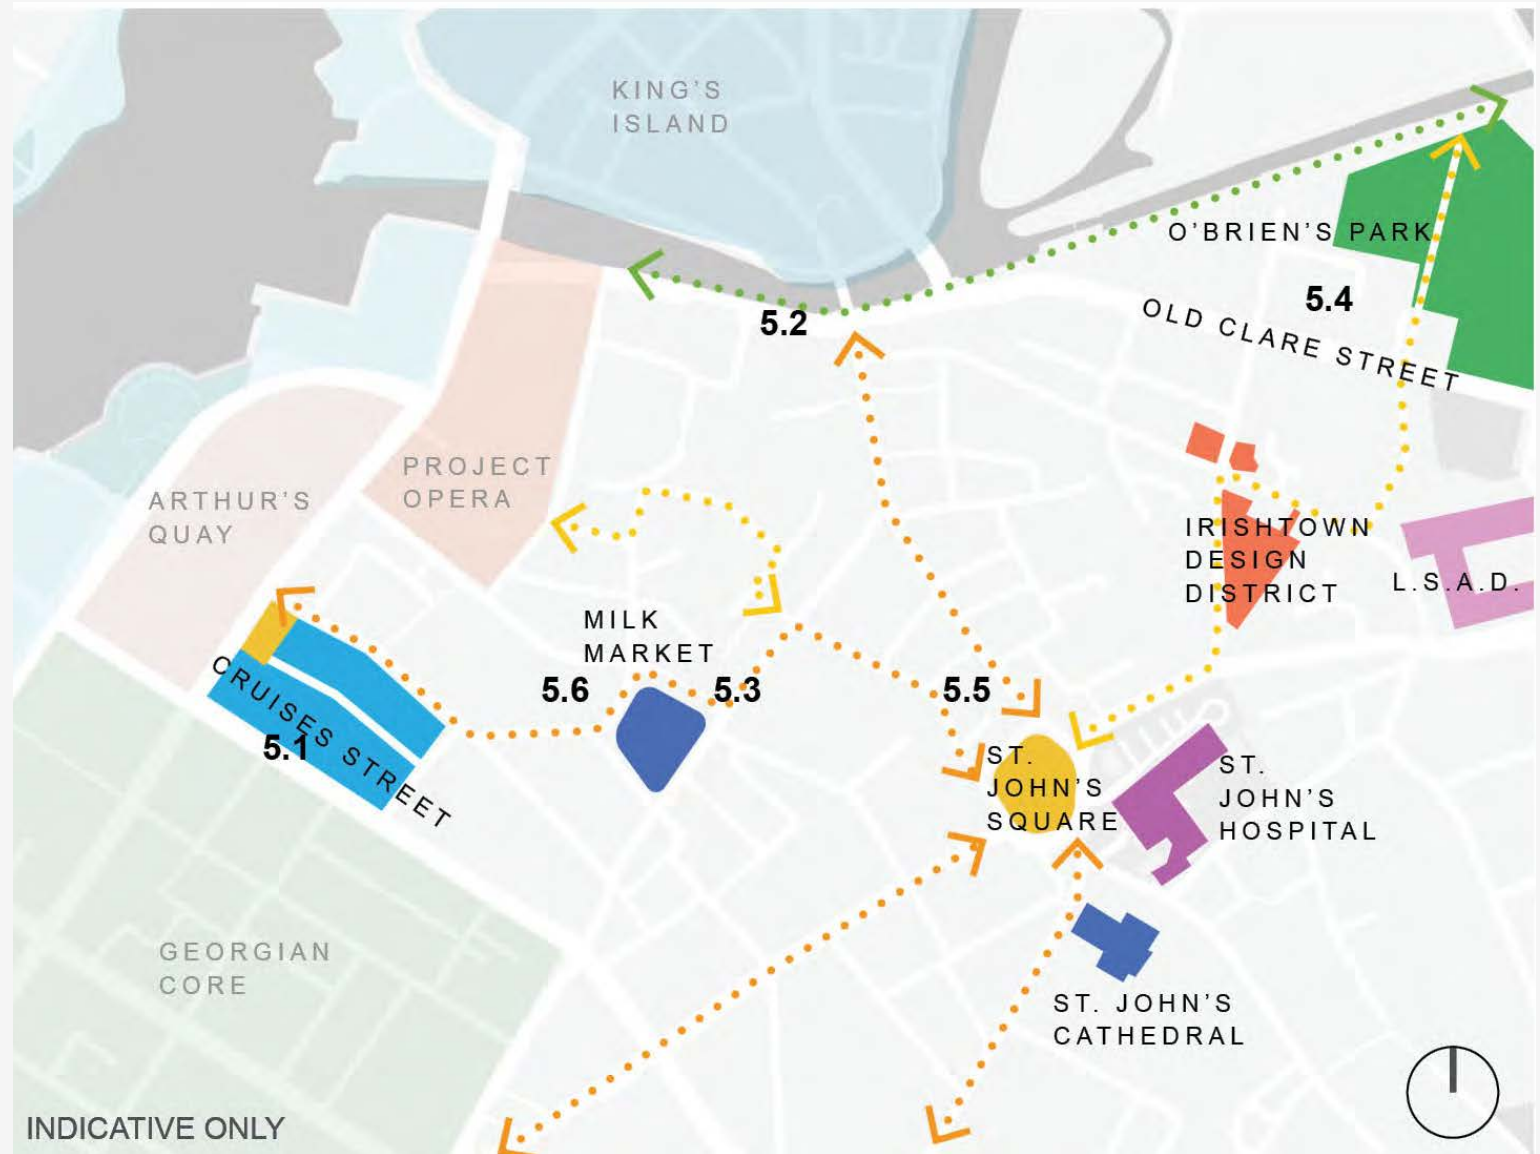 KING'S
ISLAND
O'BRIEN'S PARK
5.4
OLD CLARE STREET
5.2
PROJECT
OPERA
ARTHUR'S
QUAY
IRISHTOWN
DESIGN
DISTRICT
L.S.A.D.
MILK
MARKET
5.6
5.3
5.5
CRUISES STREET
5.1
ST.
JOHN'S
SQUARE
ST.
JOHN'S
HOSPITAL
GEORGIAN
CORE
ST. JOHN'S
CATHEDRAL
INDICATIVE ONLY